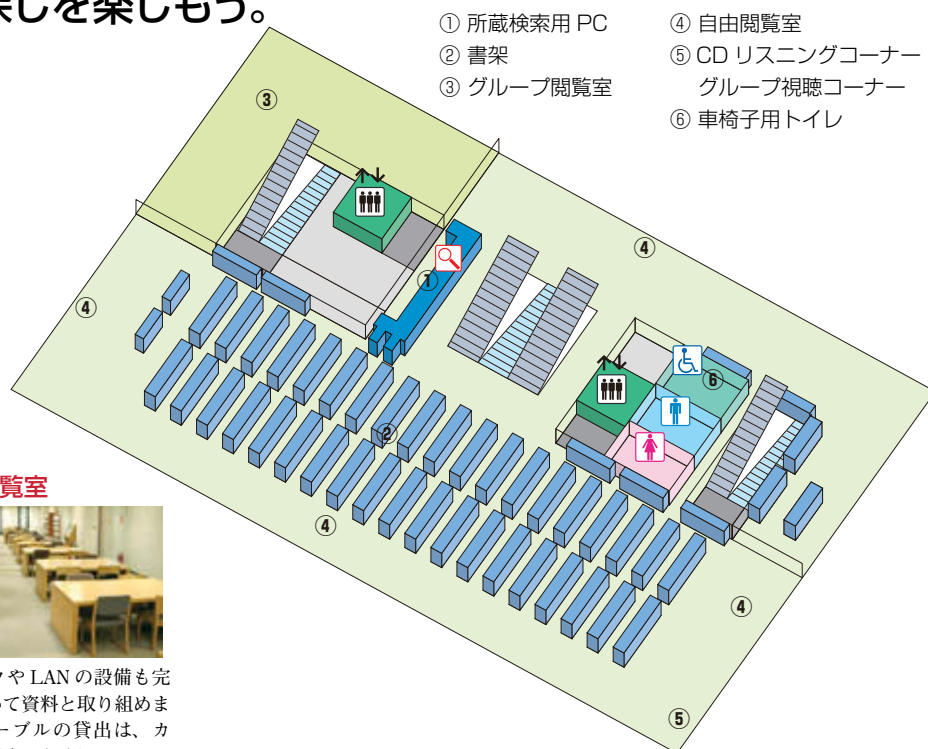 探しを楽しもう。
① 所蔵検索用 PC
② 書架
③ グループ閲覧室
④ 自由閲覧室
⑤ CD リスニングコーナー
グループ視聴コーナー
⑥ 車椅子用トイレ
③
④
①
④
⑥
②
④
④
⑤
覧室
や LAN の設備も完
て資料と取り組めま
ーブルの貸出は、カ